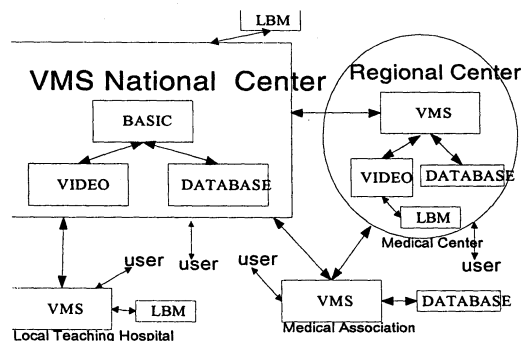 LBM
VMS National Center
Regional Center
BASIC
VMS
VIDEO
DATABASE
VIDEO
DATABASE
LBM
Medical Center
user
user
user
user
VMS
LBM
VMS
DATABASE
Local Teaching Hospital
Medical Association